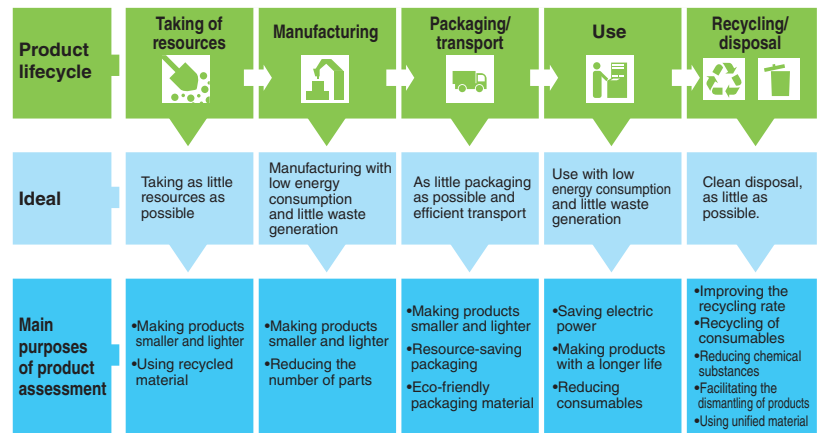 Product
lifecycle
Taking of
resources
Manufacturing
Packaging/
transport
Use
Recycling/
disposal
Ideal
Taking as little
resources as
possible
Manufacturing with
low energy
consumption
and little waste
generation
As little packaging
as possible and
efficient transport
Use with low
energy consumption
and little waste
generation
Clean disposal,
as little as
possible.
Main
purposes
of product
assessment
•Making products
smaller and lighter
•Using recycled
material
•Making products
smaller and lighter
•Reducing the
number of parts
•Making products
smaller and lighter
•Resource-saving
packaging
•Eco-friendly
packaging material
•Saving electric
power
•Making products
with a longer life
•Reducing
consumables
•Improving the
recycling rate
•Recycling of
consumables
•Reducing chemical
substances
•Facilitating the
dismantling of products
•Using unified material